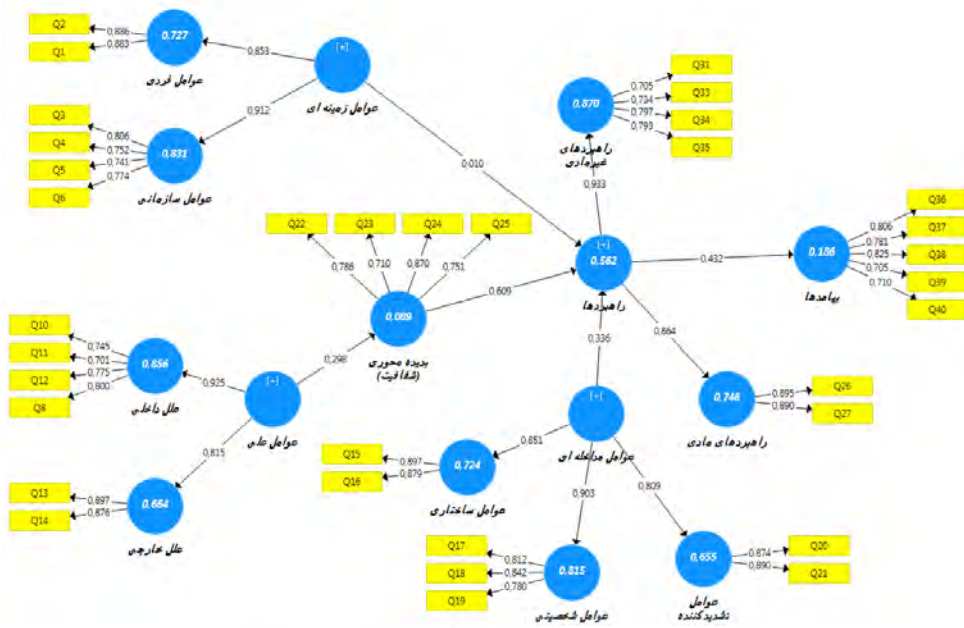 Q2
Q1
0,886
0,883
0.727
عوامل فردی
0,853
[+]
عوامل زمینه ای
0,912
Q3
Q4
Q5
Q6
0,806
0,752
0,741
0,774
0.831
عوامل سازمانی
0,010
Q31
Q33
Q34
Q35
0,705
0,734
0,797
0,793
0.870
راهبردهای
غیرمادی
0,933
Q22
Q23
Q24
Q25
0,786
0,710
0,870
0,751
0.089
پدیده محوری
(شفافیت)
0,609
[+]
0.562
راهبردها
0,432
0.186
پیامدها
Q36
Q37
Q38
Q39
Q40
0,806
0,781
0,825
0,705
0,710
0,864
0.746
راهبردهای مادی
0,895
0,890
Q26
Q27
Q10
Q11
Q12
Q8
0,745
0,701
0,775
0,800
0.856
علل داخلی
0,925
[+]
عوامل علی
0,298
0,815
Q13
Q14
0,897
0,876
0.664
علل خارجی
0,336
[+]
عوامل مداخله ای
0,851
Q15
Q16
0,897
0,879
0.724
عوامل ساختاری
0,903
0,809
Q17
Q18
Q19
0,812
0,842
0,780
0.815
عوامل شخصیتی
0.655
عوامل
تشدیدکننده
0,874
0,890
Q20
Q21